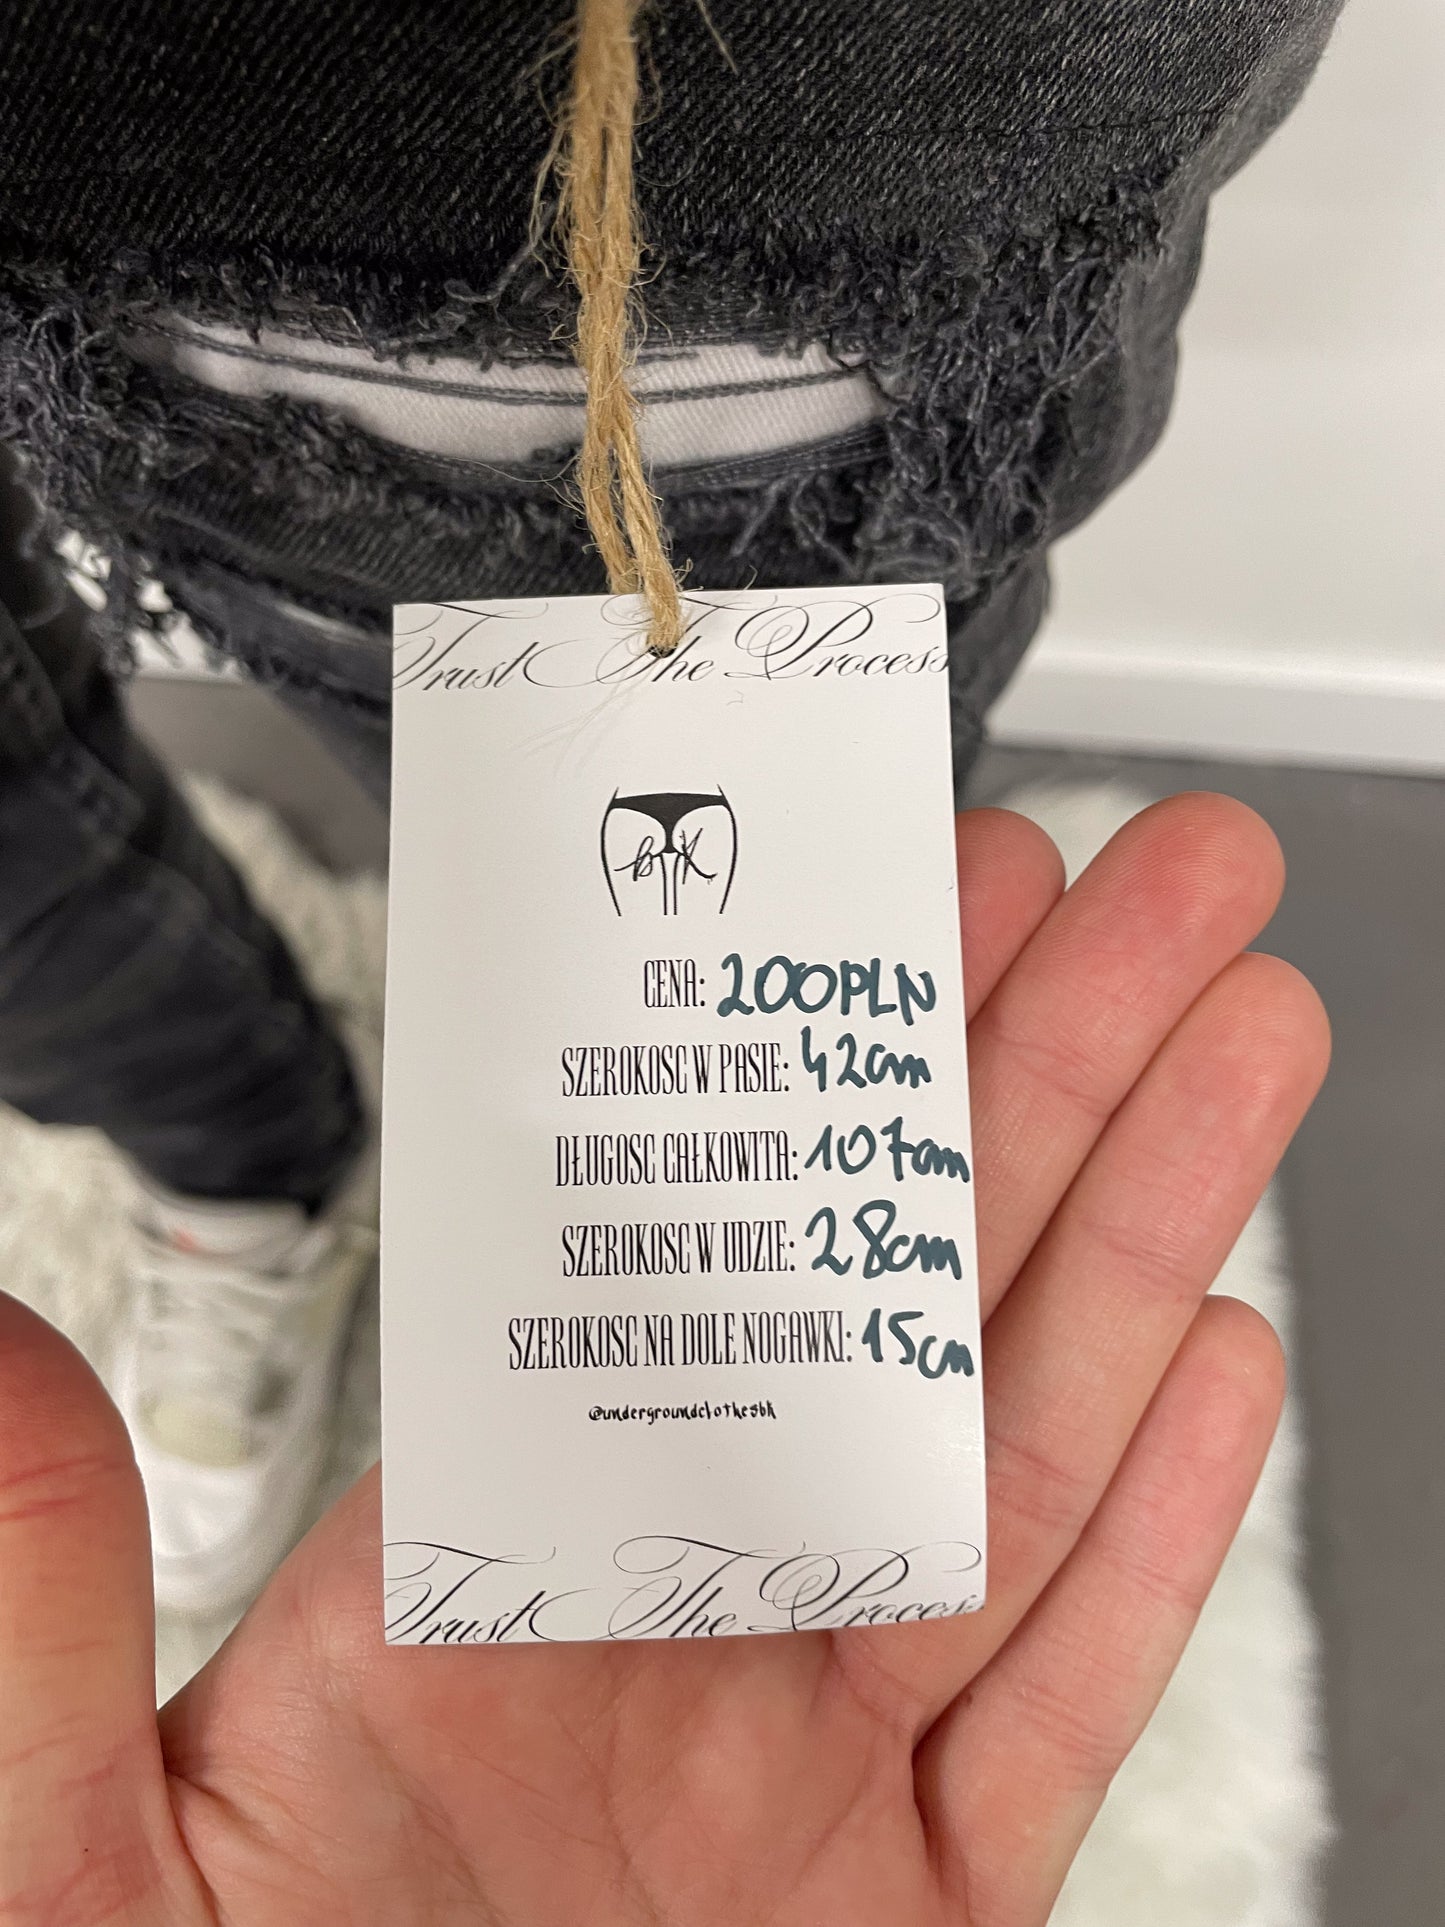 Trust The Process
BK
CENA: 200PLN
SZEROKOSC W PASIE: 42cm
DŁUGOSC CAŁKOWITA: 107cm
SZEROKOSC W UDZIE: 28cm
SZEROKOSC NA DOLE NOGAWKI: 15cm
@undergroundclothesbk
Trust The Process